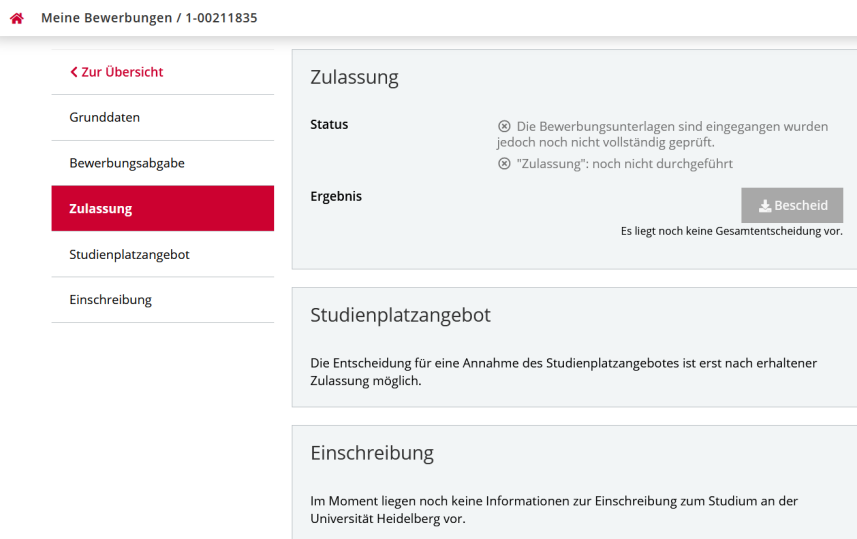 Meine Bewerbungen / 1-00211835
Zur Übersicht
Grunddaten
Bewerbungsabgabe
Zulassung
Studienplatzangebot
Einschreibung
Zulassung
Status
Die Bewerbungsunterlagen sind eingegangen wurden
jedoch noch nicht vollständig geprüft.
"Zulassung": noch nicht durchgeführt
Ergebnis
Bescheid
Es liegt noch keine Gesamtentscheidung vor.
Studienplatzangebot
Die Entscheidung für eine Annahme des Studienplatzangebotes ist erst nach erhaltener
Zulassung möglich.
Einschreibung
Im Moment liegen noch keine Informationen zur Einschreibung zum Studium an der
Universität Heidelberg vor.